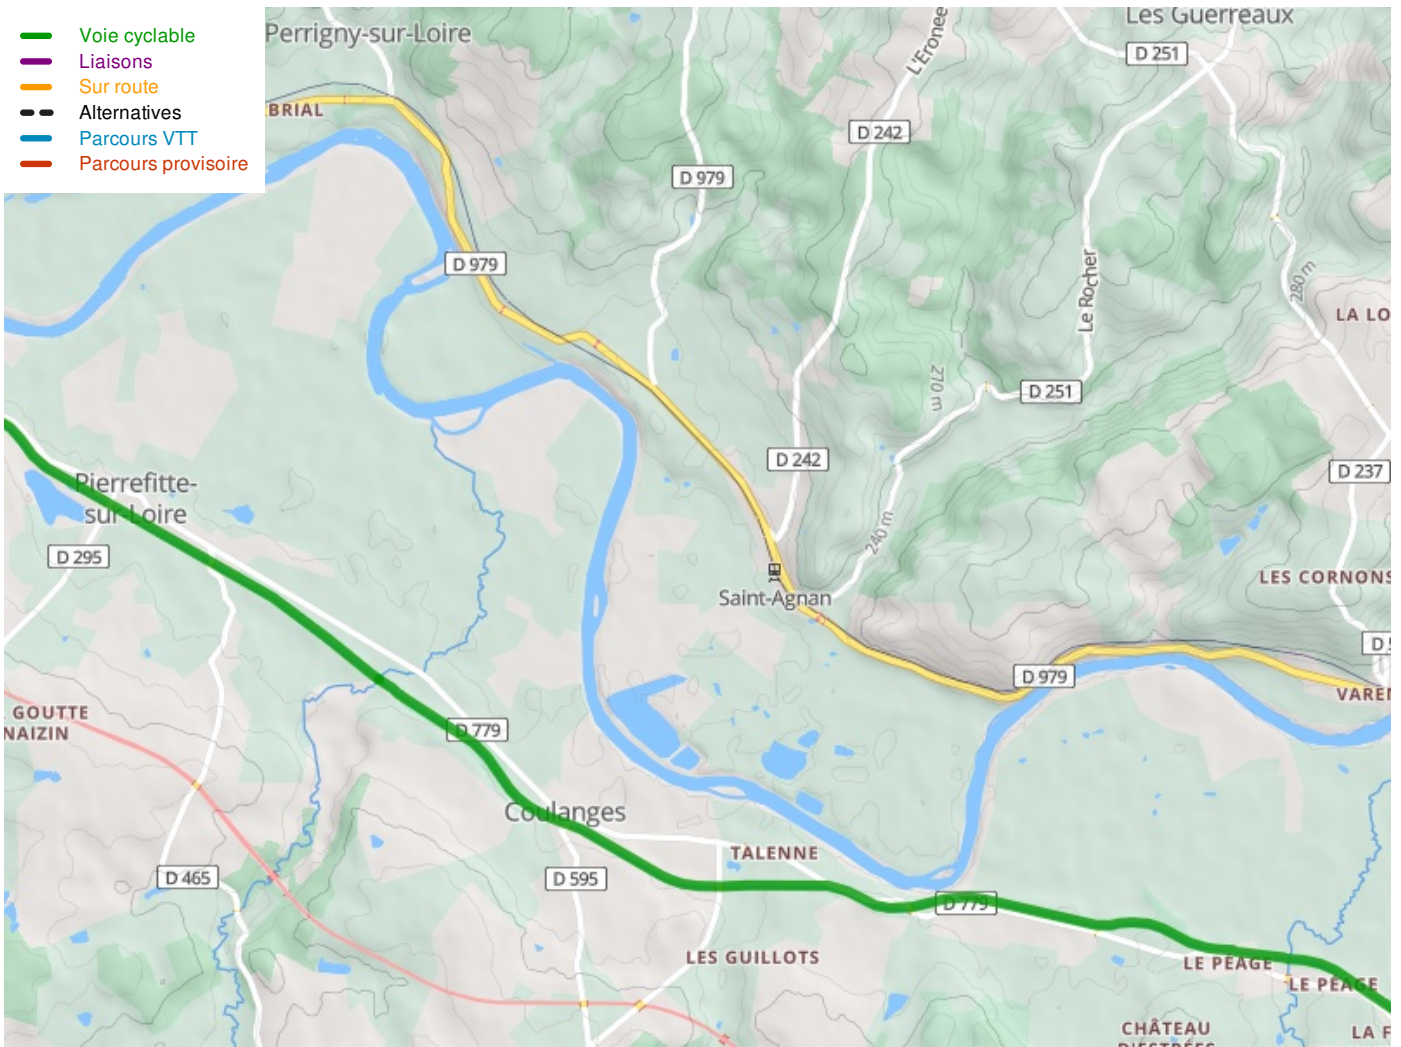 Voie cyclable
Liaisons
Sur route
Alternatives
Parcours VTT
Parcours provisoire
Perrigny-sur-Loire
Les Guerreaux
L'Eronee
D 251
BRIAL
D 242
D 979
Le Rocher
D 979
280 m
LA LO
270 m
D 251
D 242
D 237
Pierrefitte-
sur-Loire
240 m
D 295
LES CORNONS
Saint-Agnan
D 979
VAREN
GOUTTE
NAIZIN
D 779
Coulanges
TALENNE
D 465
D 595
D 779
LES GUILLOTS
LE PÉAGE
LE PÉAGE
CHÂTEAU
D'ESTRÉES
LA F